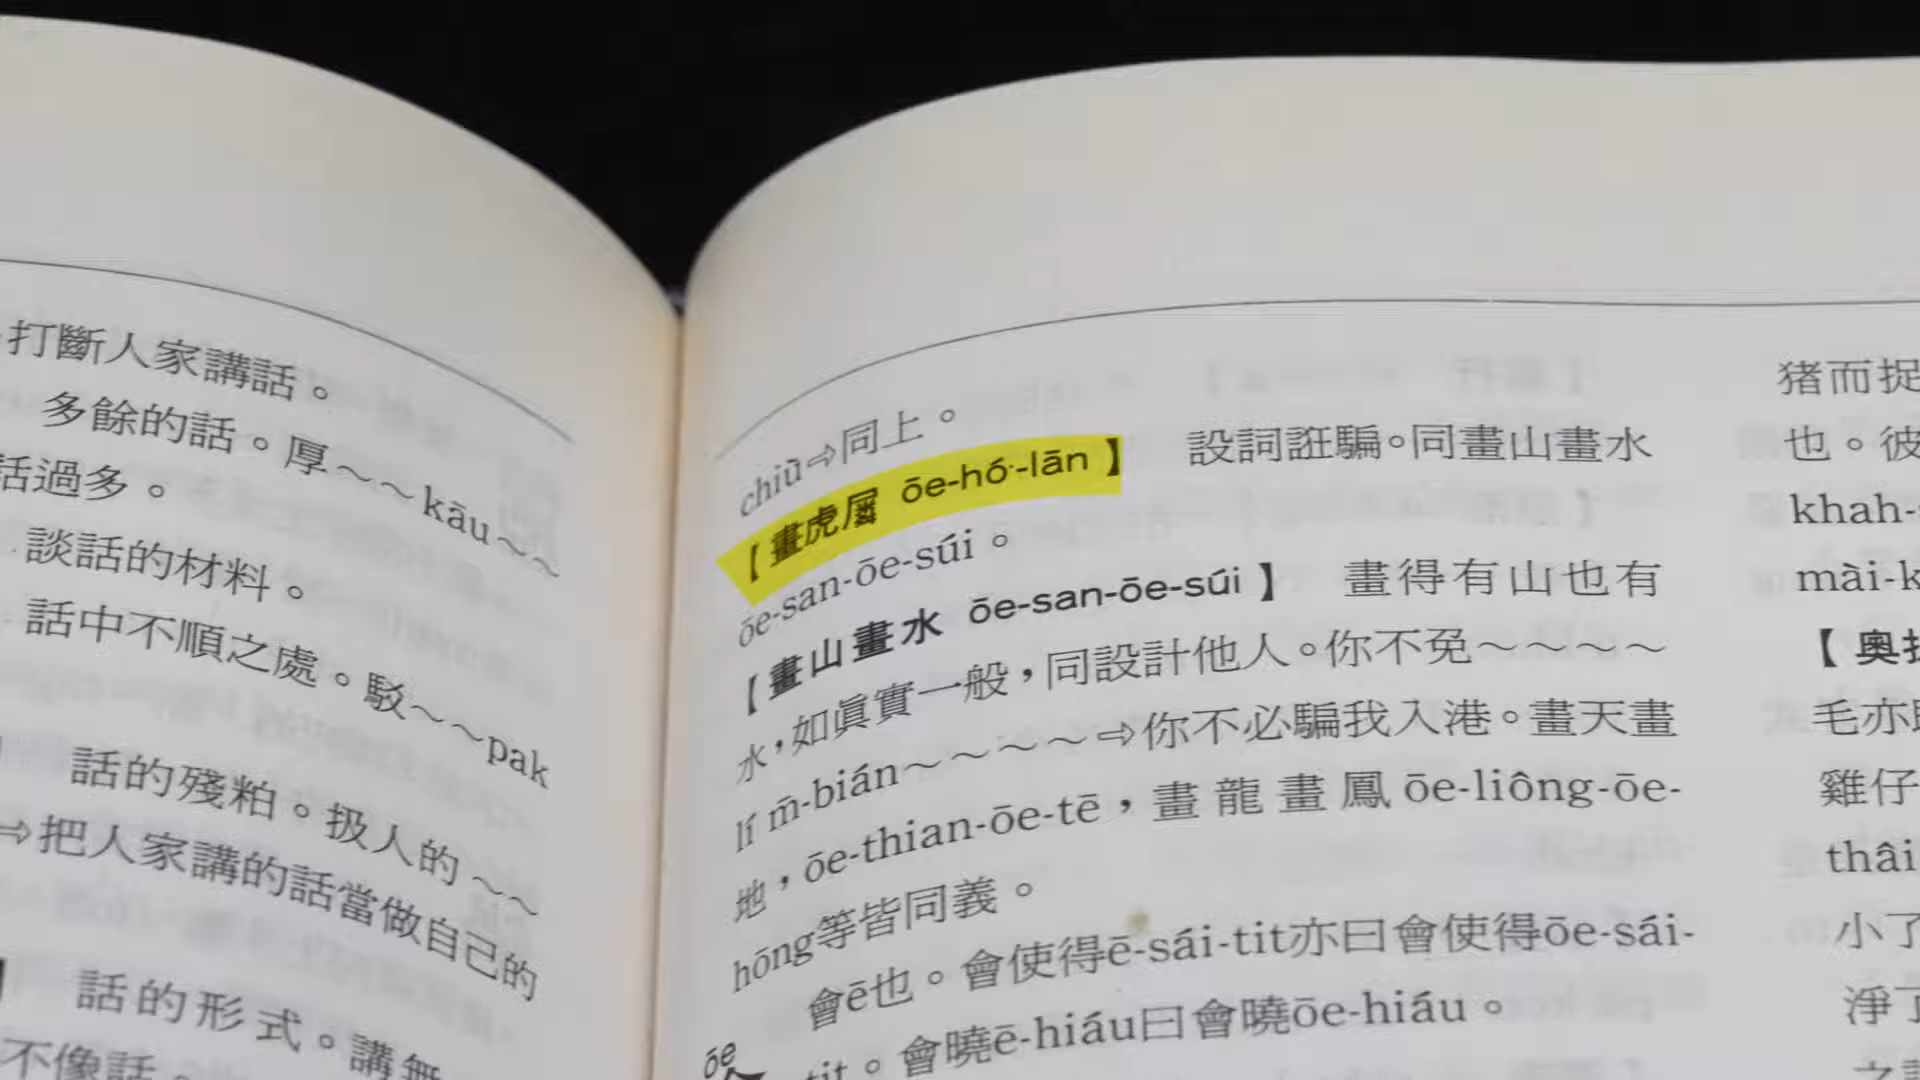 打斷人家講話。
多餘的話。厚～～kāu～～
話過多。
談話的材料。
話中不順之處。駁～～pak
話的殘粕。扱人的～～
⇨把人家講的話當做自己的
】 話的形式。講無
不像話。
chiū⇨同上。
【畫虎𡳞 ōe-hó͘-lān】 設詞誑騙。同畫山畫水
ōe-san-ōe-súi。
【畫山畫水 ōe-san-ōe-súi】 畫得有山也有
水，如眞實一般，同設計他人。你不免～～～～
lí m̄-bián～～～～⇨你不必騙我入港。畫天畫
地，ōe-thian-ōe-tē，畫龍畫鳳ōe-liông-ōe-
hōng等皆同義。
會ē也。會使得ē-sái-tit亦曰會使得ōe-sái-
tit。會曉ē-hiáu曰會曉ōe-hiáu。
ōe
猪而捉
也。彼
khah-
mài-k
【奥
毛亦
雞仔
thâi
小了
淨了